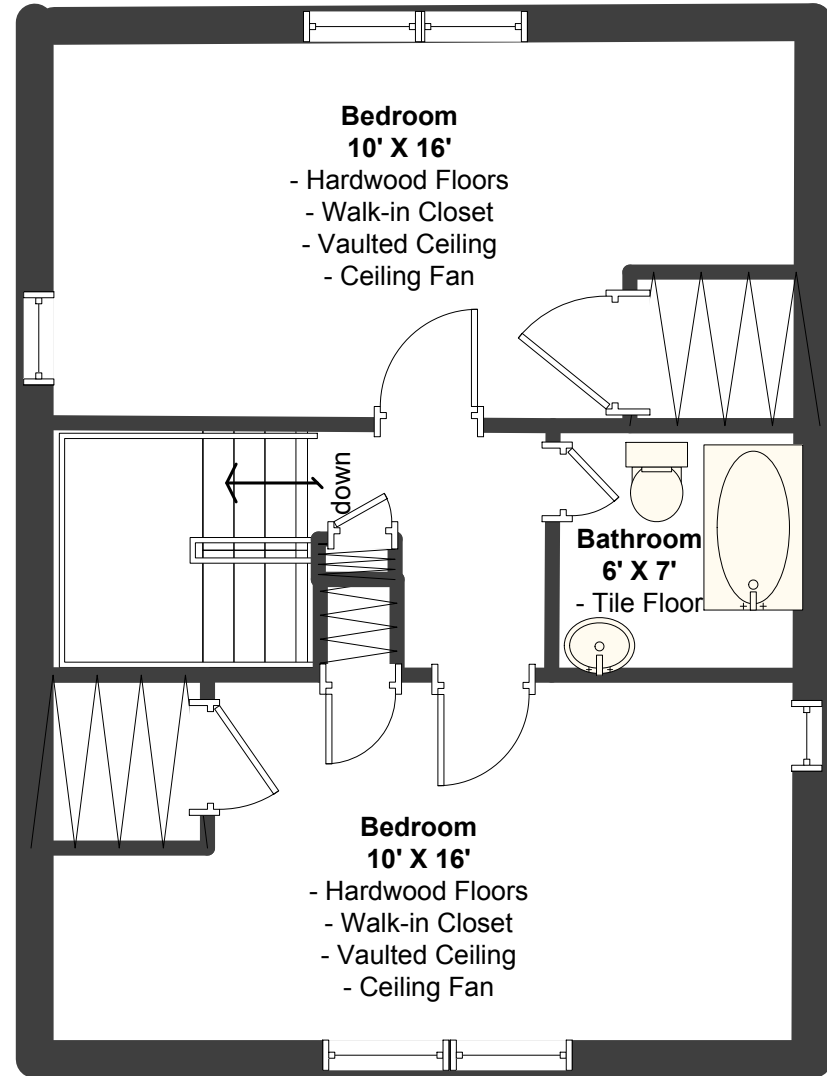 Bedroom
10' X 16'
- Hardwood Floors
- Walk-in Closet
- Vaulted Ceiling
- Ceiling Fan
down
Bathroom
6' X 7'
- Tile Floor
Bedroom
10' X 16'
- Hardwood Floors
- Walk-in Closet
- Vaulted Ceiling
- Ceiling Fan